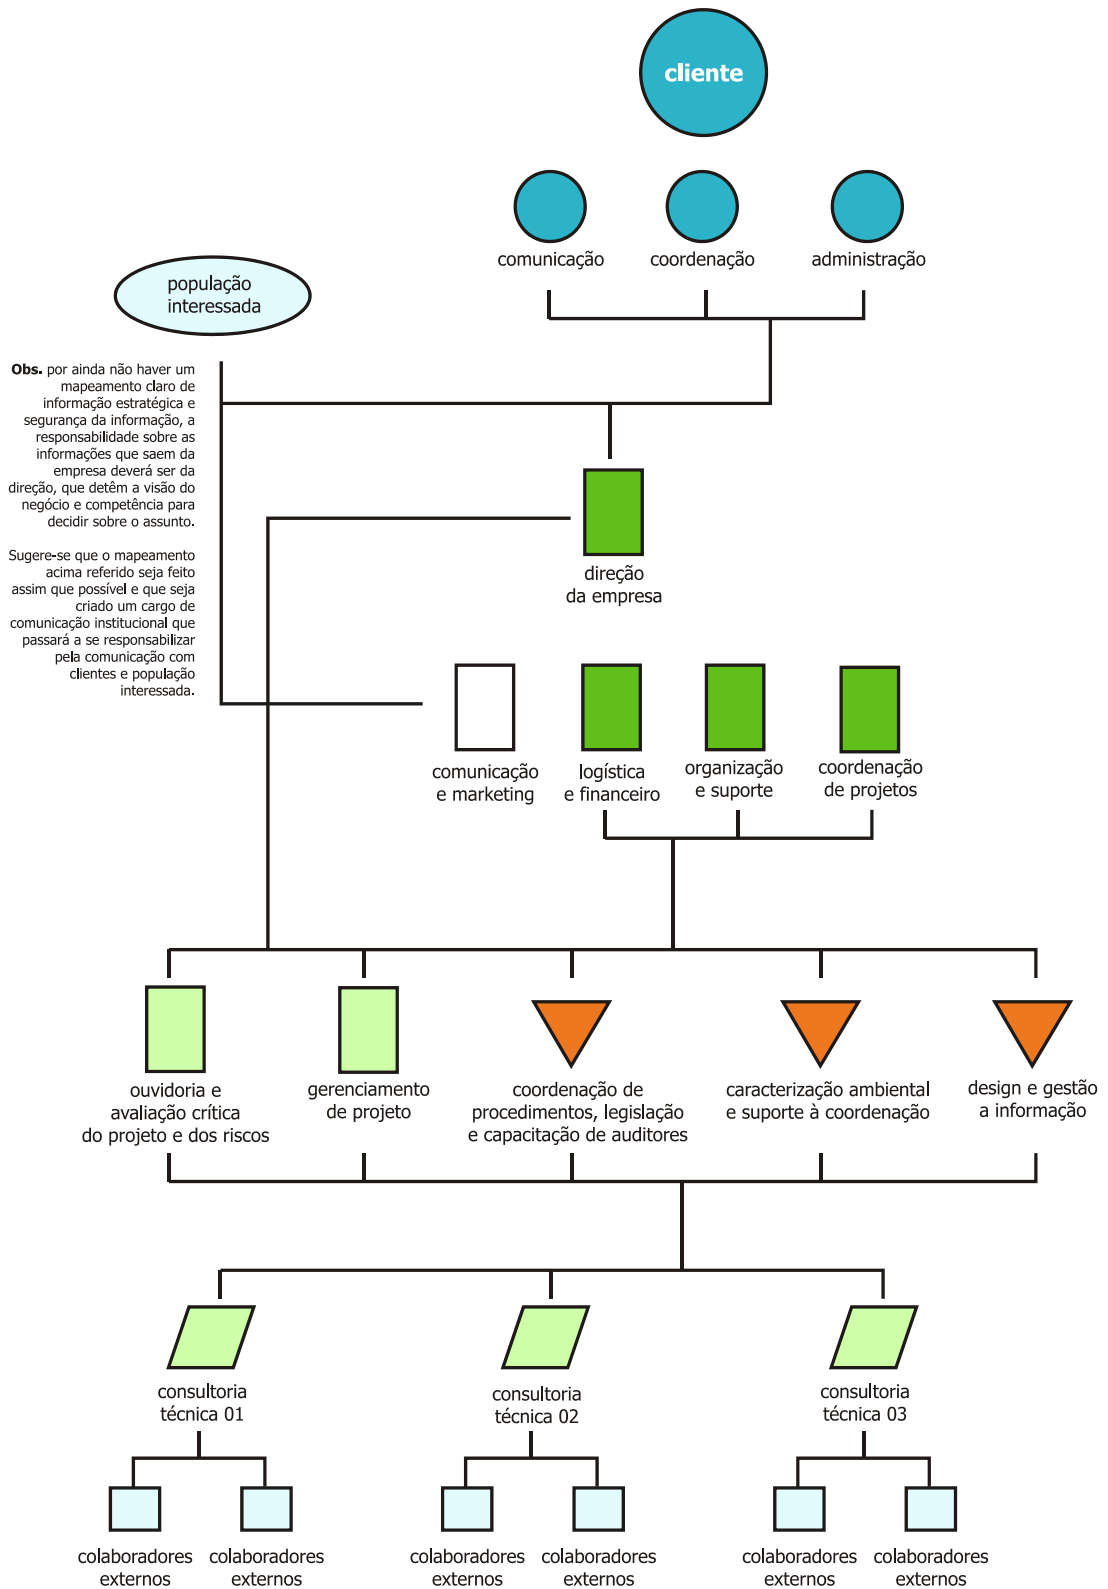 cliente
comunicação
coordenação
administração
população
interessada
Obs. por ainda não haver um
mapeamento claro de
informação estratégica e
segurança da informação, a
responsabilidade sobre as
informações que saem da
empresa deverá ser da
direção, que detêm a visão do
negócio e competência para
decidir sobre o assunto.
Sugere-se que o mapeamento
acima referido seja feito
assim que possível e que seja
criado um cargo de
comunicação institucional que
passará a se responsabilizar
pela comunicação com
clientes e população
interessada.
direção
da empresa
comunicação
e marketing
logística
e financeiro
organização
e suporte
coordenação
de projetos
ouvidoria e
avaliação crítica
do projeto e dos riscos
gerenciamento
de projeto
coordenação de
procedimentos, legislação
e capacitação de auditores
caracterização ambiental
e suporte à coordenação
design e gestão
a informação
consultoria
técnica 01
consultoria
técnica 02
consultoria
técnica 03
colaboradores
externos
colaboradores
externos
colaboradores
externos
colaboradores
externos
colaboradores
externos
colaboradores
externos